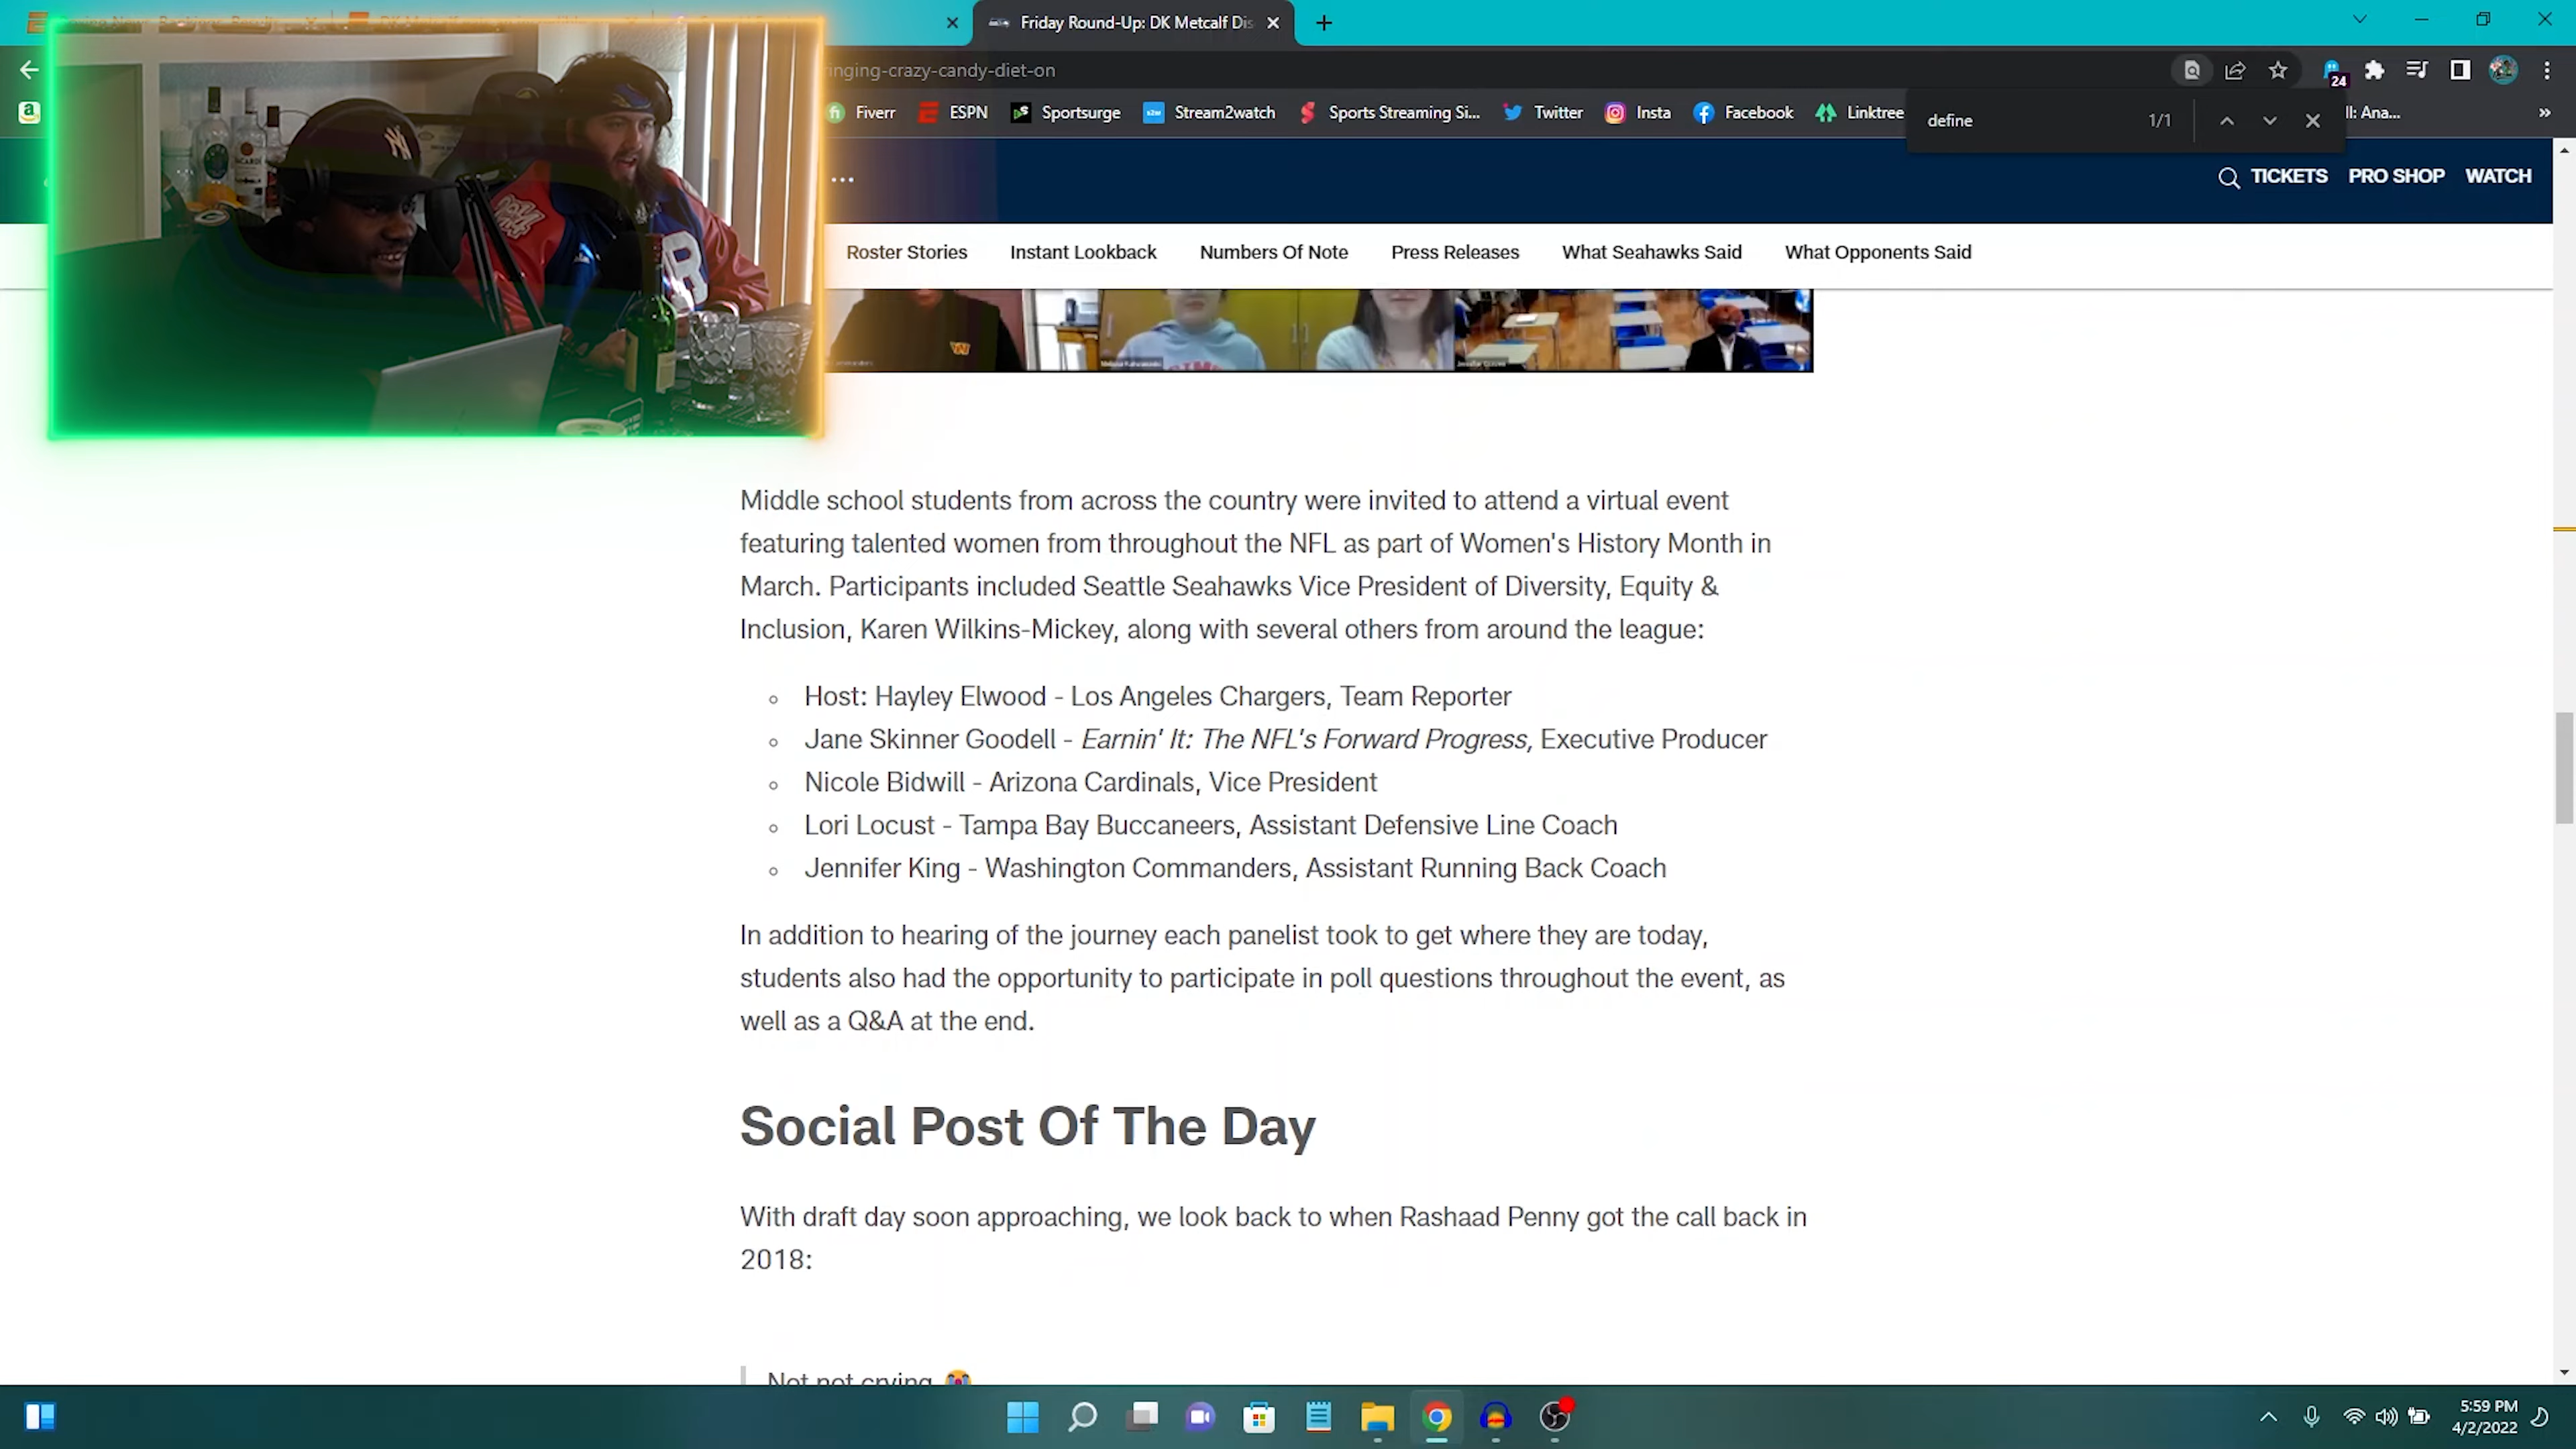 Friday Round-Up: DK Metcalf Dis
inging-crazy-candy-diet-on
24
Fiverr ESPN Sportsurge Stream2watch Sports Streaming Si... Twitter Insta Facebook Linktree ll: Ana...
define 1/1
TICKETS PRO SHOP WATCH
Roster Stories Instant Lookback Numbers Of Note Press Releases What Seahawks Said What Opponents Said
Middle school students from across the country were invited to attend a virtual event
featuring talented women from throughout the NFL as part of Women's History Month in
March. Participants included Seattle Seahawks Vice President of Diversity, Equity &
Inclusion, Karen Wilkins-Mickey, along with several others from around the league:
Host: Hayley Elwood - Los Angeles Chargers, Team Reporter
Jane Skinner Goodell - Earnin' It: The NFL's Forward Progress, Executive Producer
Nicole Bidwill - Arizona Cardinals, Vice President
Lori Locust - Tampa Bay Buccaneers, Assistant Defensive Line Coach
Jennifer King - Washington Commanders, Assistant Running Back Coach
In addition to hearing of the journey each panelist took to get where they are today,
students also had the opportunity to participate in poll questions throughout the event, as
well as a Q&A at the end.
Social Post Of The Day
With draft day soon approaching, we look back to when Rashaad Penny got the call back in
2018:
Not not crying 😭
5:59 PM
4/2/2022